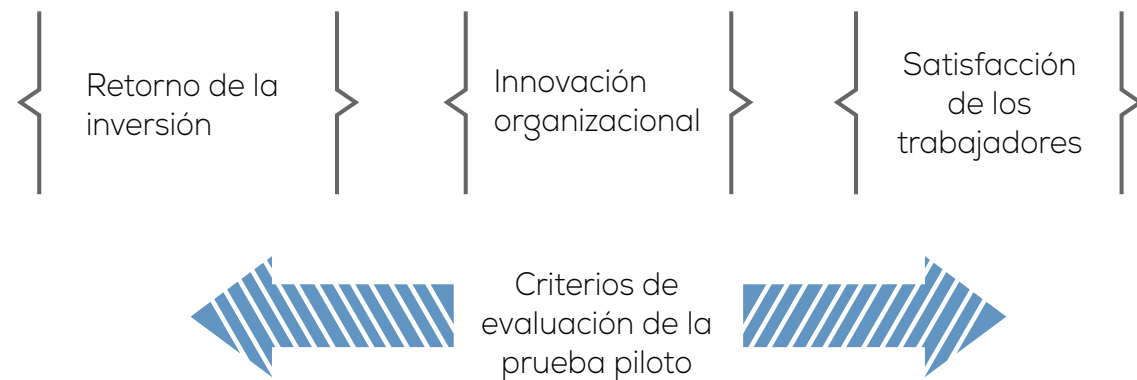 Retorno de la
inversión
Innovación
organizacional
Satisfacción
de los
trabajadores
Criterios de
evaluación de la
prueba piloto